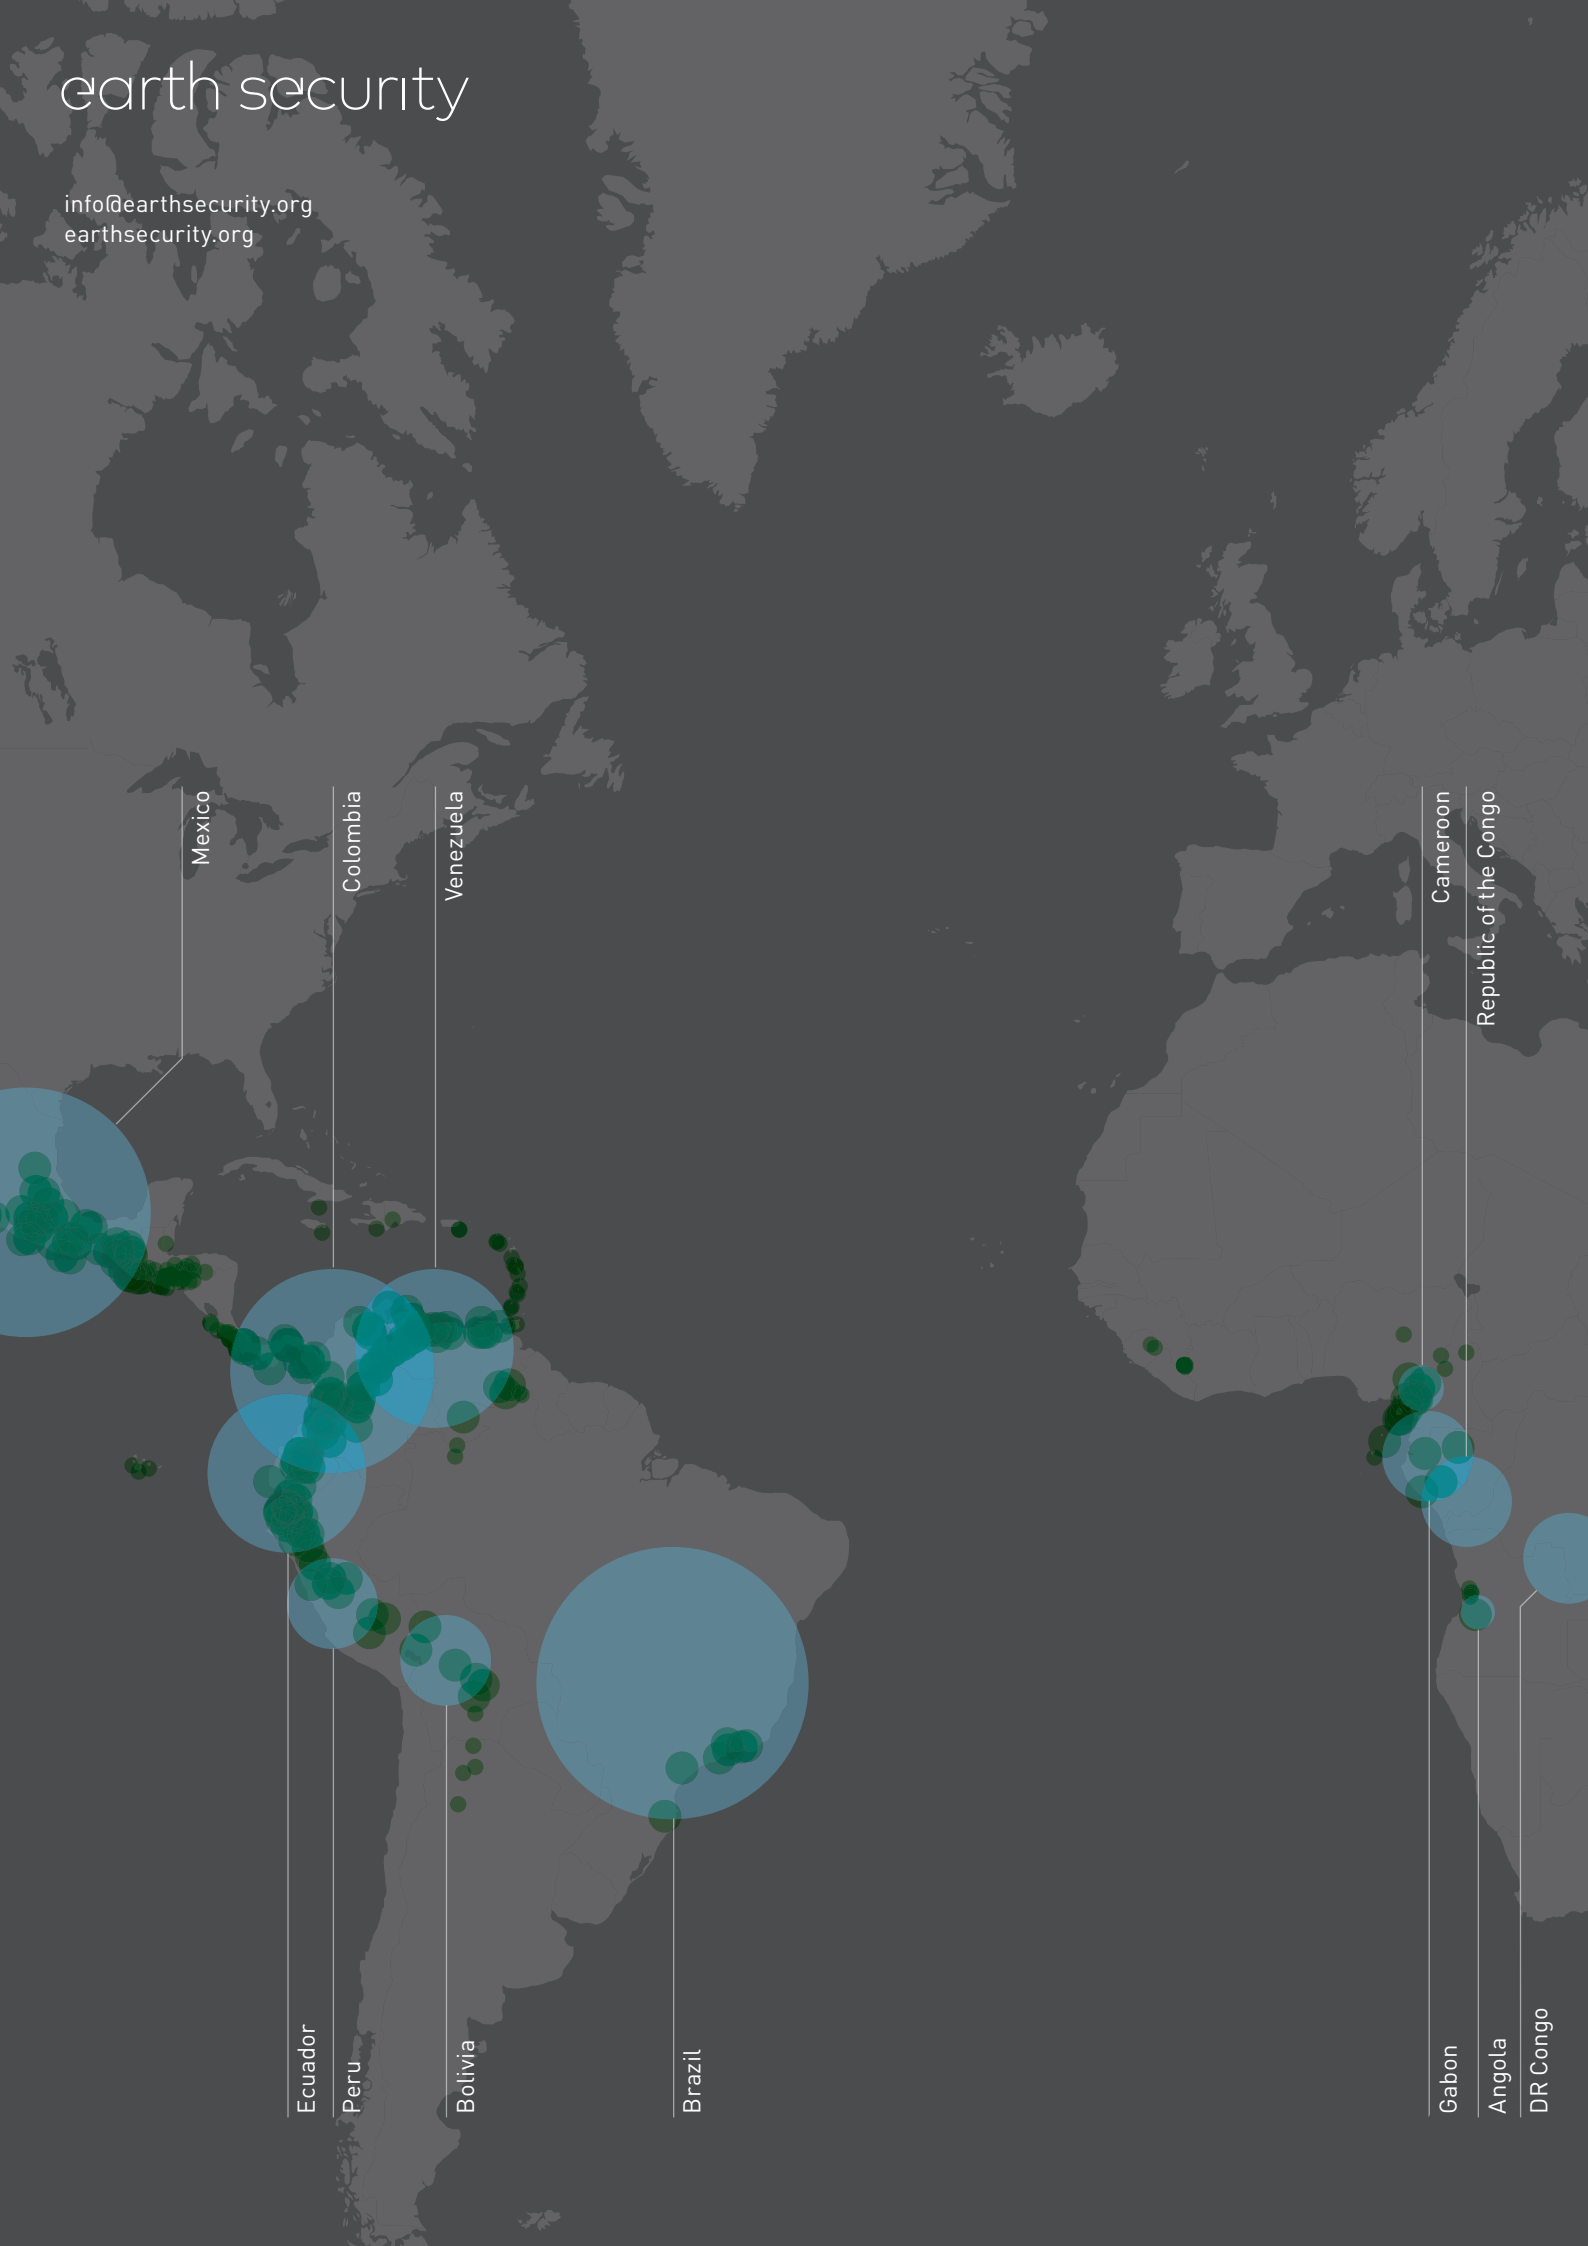 earth security
info@earthsecurity.org
earthsecurity.org
Mexico
Colombia
Venezuela
Cameroon
Republic of the Congo
Ecuador
Peru
Bolivia
Brazil
Gabon
Angola
DR Congo